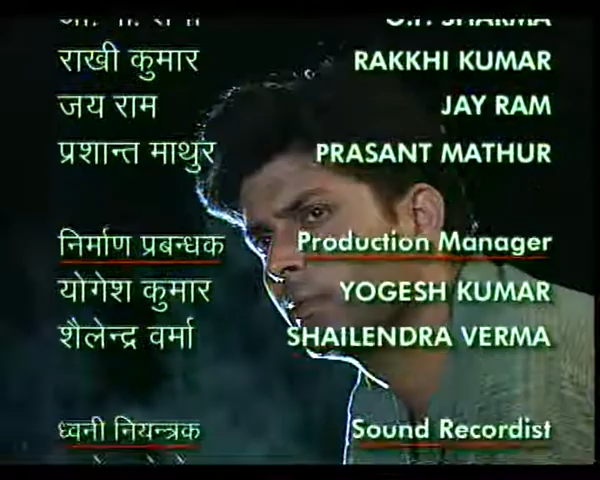 राखी कुमार RAKKHI KUMAR
जय राम JAY RAM
प्रशान्त माथुर PRASANT MATHUR
निर्माण प्रबन्धक Production Manager
योगेश कुमार YOGESH KUMAR
शैलेन्द्र वर्मा SHAILENDRA VERMA
ध्वनी नियन्त्रक Sound Recordist